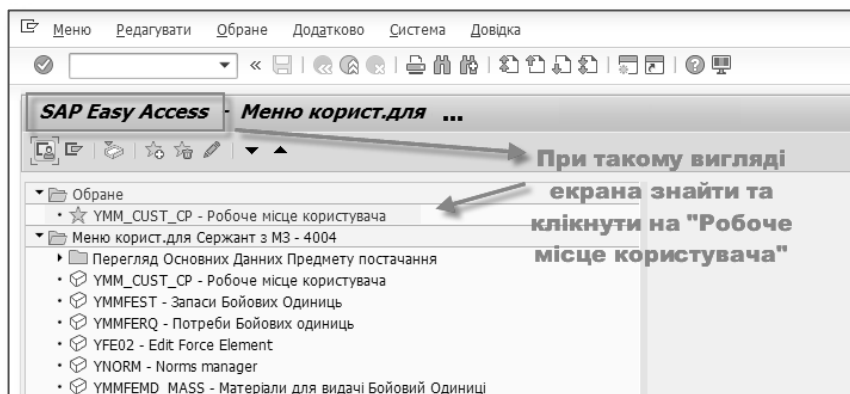 Меню Редагувати Обране Додатково Система Довідка
SAP Easy Access - Меню корист.для ...
При такому вигляді
екрана знайти та
клікнути на "Робоче
місце користувача"
Обране
YMM_CUST_CP - Робоче місце користувача
Меню корист.для Сержант з МЗ - 4004
Перегляд Основних Данних Предмету постачання
YMM_CUST_CP - Робоче місце користувача
YMMFEST - Запаси Бойових Одиниць
YMMFERQ - Потреби Бойових одиниць
YFE02 - Edit Force Element
YNORM - Norms manager
YMMFEMD_MASS - Матеріали для видачі Бойовий Одиниці